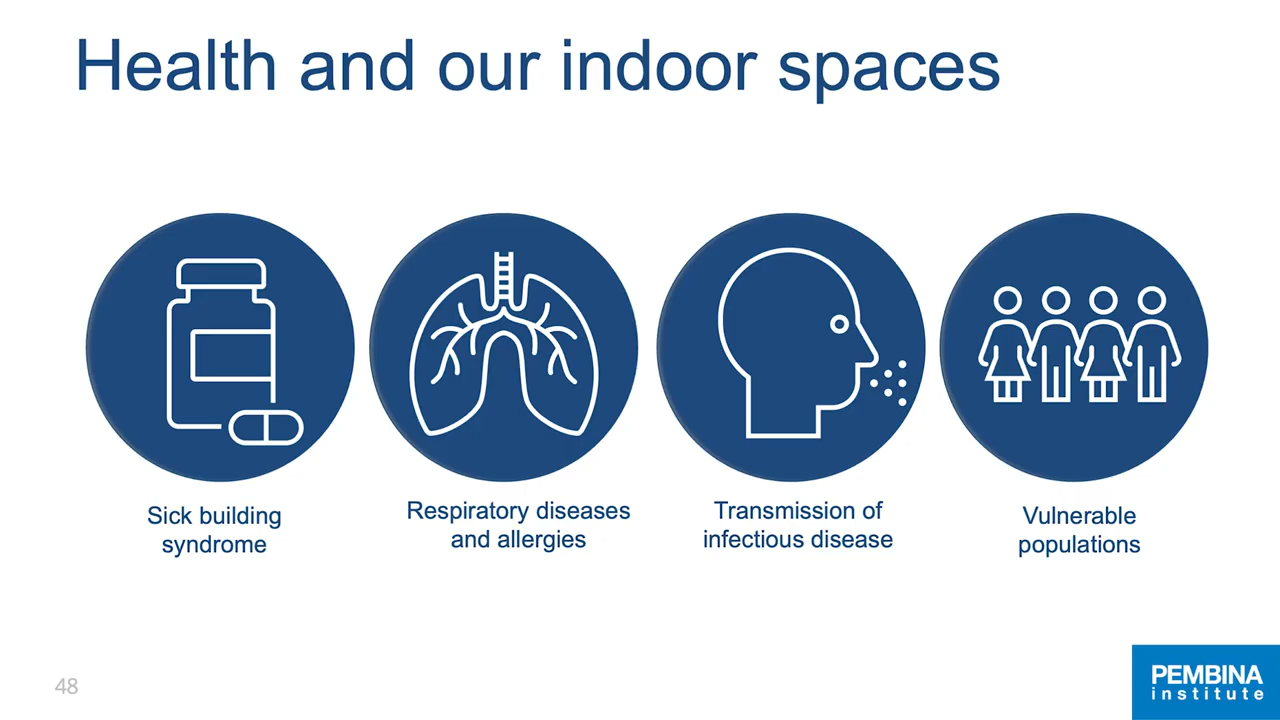 Health and our indoor spaces
Sick building
syndrome
Respiratory diseases
and allergies
Transmission of
infectious disease
Vulnerable
populations
48
PEMBINA
institute